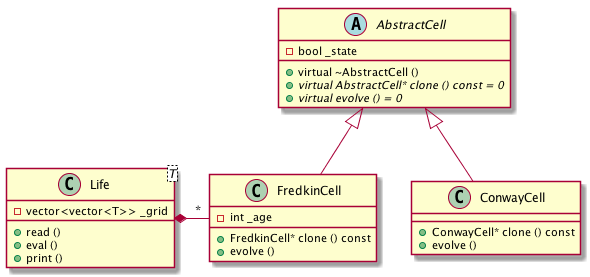 A AbstractCell
bool _state
virtual ~AbstractCell ()
virtual AbstractCell* clone () const = 0
virtual evolve () = 0
C Life
T
vector<vector<T>> _grid
read ()
eval ()
print ()
*
C FredkinCell
int _age
FredkinCell* clone () const
evolve ()
C ConwayCell
ConwayCell* clone () const
evolve ()